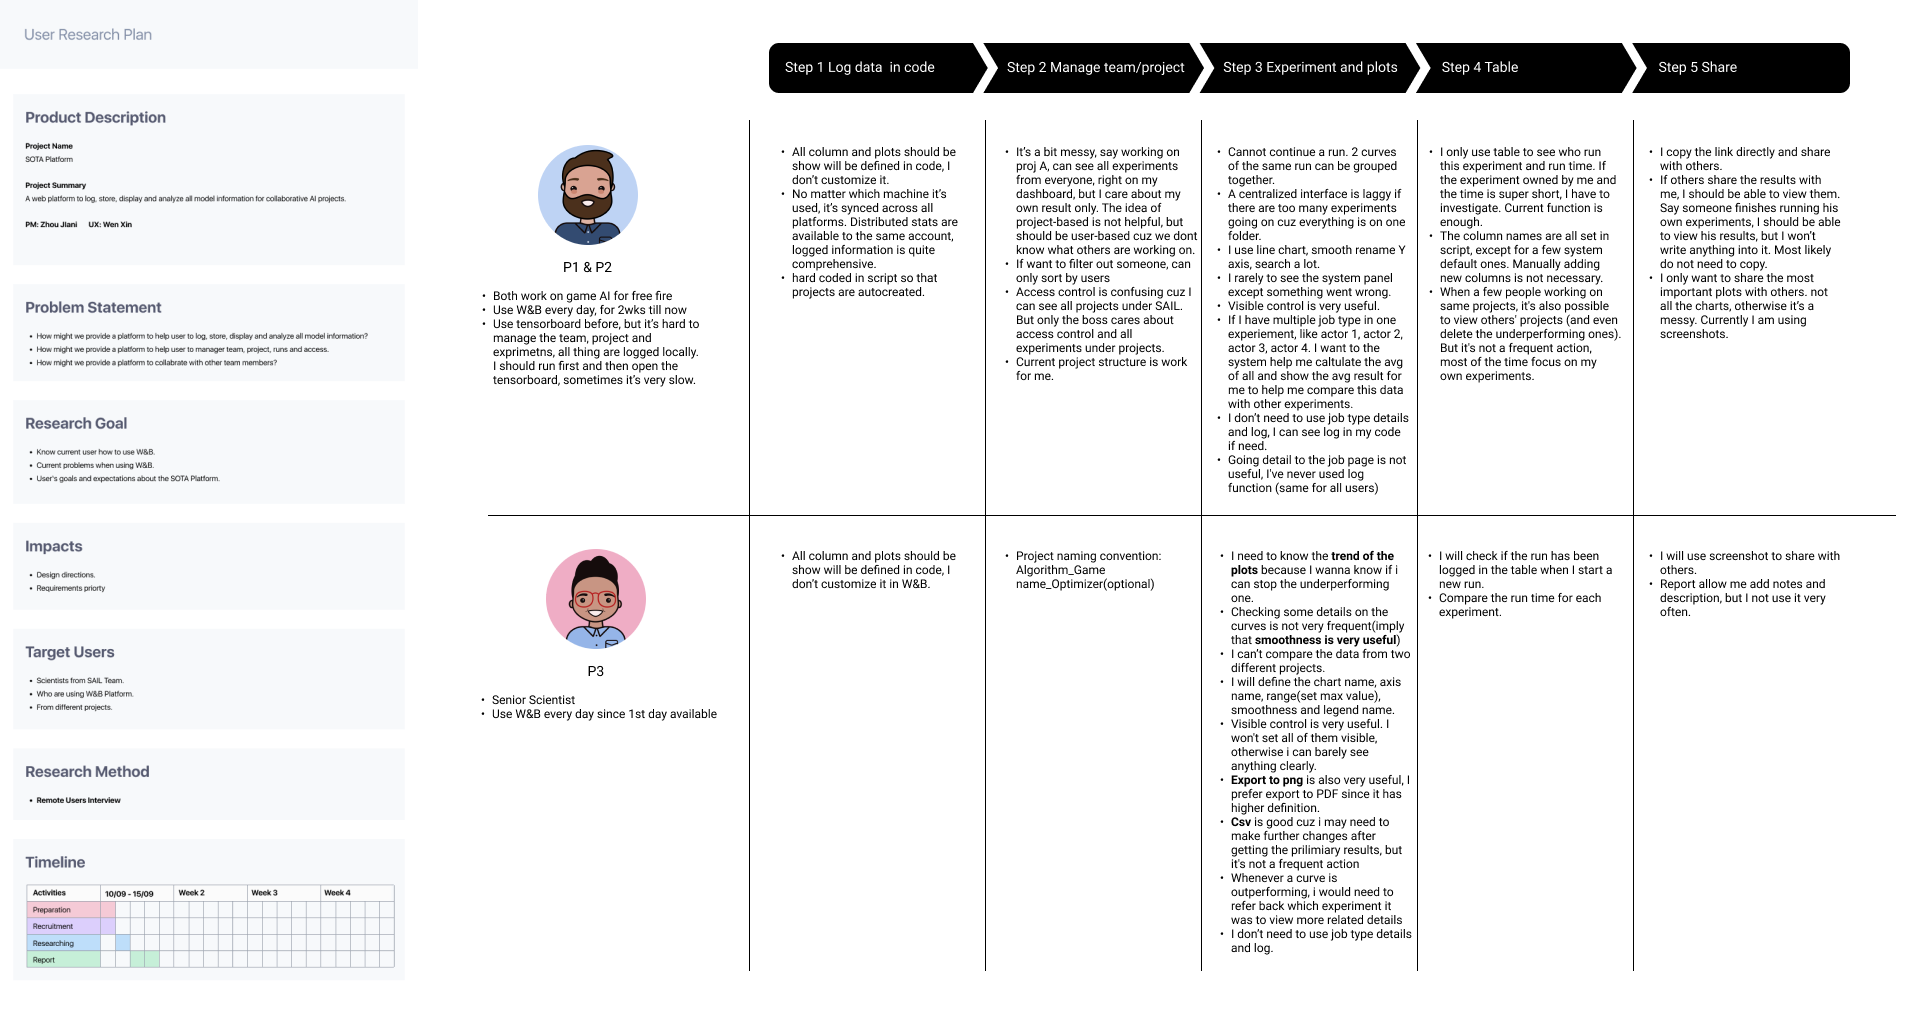 User Research Plan
Product Description
Project Name
SOTA Platform
Project Summary
A web platform to log, store, display and analyze all model information for collaborative AI projects.
PM: Zhou Jiani UX: Wen Xin
Problem Statement
• How might we provide a platform to help user to log, store, display and analyze all model information?
• How might we provide a platform to help user to manager team, project, runs and access.
• How might we provide a platform to collabrate with other team members?
Research Goal
• Know current user how to use W&B.
• Current problems when using W&B.
• User's goals and expectations about the SOTA Platform.
Impacts
• Design directions.
• Requirements priorty
Target Users
• Scientists from SAIL Team.
• Who are using W&B Platform.
• From different projects.
Research Method
• Remote Users Interview
Timeline
Activities 10/09 - 15/09 Week 2 Week 3 Week 4
Preparation
Recruitment
Researching
Report
Step 1 Log data in code
Step 2 Manage team/project
Step 3 Experiment and plots
Step 4 Table
Step 5 Share
P1 & P2
• Both work on game AI for free fire
• Use W&B every day, for 2wks till now
• Use tensorboard before, but it's hard to
manage the team, project and
exprimetns, all thing are logged locally.
I should run first and then open the
tensorboard, sometimes it's very slow.
• All column and plots should be
show will be defined in code, I
don't customize it.
• No matter which machine it's
used, it's synced across all
platforms. Distributed stats are
available to the same account,
logged information is quite
comprehensive.
• hard coded in script so that
projects are autocreated.
• It's a bit messy, say working on
proj A, can see all experiments
from everyone, right on my
dashboard, but I care about my
own result only. The idea of
project-based is not helpful, but
should be user-based cuz we dont
know what others are working on.
• If want to filter out someone, can
only sort by users
• Access control is confusing cuz I
can see all projects under SAIL.
But only the boss cares about
access control and all
experiments under projects.
• Current project structure is work
for me.
• Cannot continue a run. 2 curves
of the same run can be grouped
together.
• A centralized interface is laggy if
there are too many experiments
going on cuz everything is on one
folder.
• I use line chart, smooth rename Y
axis, search a lot.
• I rarely to see the system panel
except something went wrong.
• Visible control is very useful.
• If I have multiple job type in one
experiement, like actor 1, actor 2,
actor 3, actor 4. I want to the
system help me caltulate the avg
of all and show the avg result for
me to help me compare this data
with other experiments.
• I don't need to use job type details
and log, I can see log in my code
if need.
• Going detail to the job page is not
useful, I've never used log
function (same for all users)
• I only use table to see who run
this experiment and run time. If
the experiment owned by me and
the time is super short, I have to
investigate. Current function is
enough.
• The column names are all set in
script, except for a few system
default ones. Manually adding
new columns is not necessary.
• When a few people working on
same projects, it's also possible
to view others' projects (and even
delete the underperforming ones).
But it's not a frequent action,
most of the time focus on my
own experiments.
• I copy the link directly and share
with others.
• If others share the results with
me, I should be able to view them.
Say someone finishes running his
own experiments, I should be able
to view his results, but I won't
write anything into it. Most likely
do not need to copy.
• I only want to share the most
important plots with others. not
all the charts, otherwise it's a
messy. Currently I am using
screenshots.
P3
• Senior Scientist
• Use W&B every day since 1st day available
• All column and plots should be
show will be defined in code, I
don't customize it in W&B.
• Project naming convention:
Algorithm_Game
name_Optimizer(optional)
• I need to know the trend of the
plots because I wanna know if i
can stop the underperforming
one.
• Checking some details on the
curves is not very frequent(imply
that smoothness is very useful)
• I can't compare the data from two
different projects.
• I will define the chart name, axis
name, range(set max value),
smoothness and legend name.
• Visible control is very useful. I
won't set all of them visible,
otherwise i can barely see
anything clearly.
• Export to png is also very useful, I
prefer export to PDF since it has
higher definition.
• Csv is good cuz i may need to
make further changes after
getting the prilimiary results, but
it's not a frequent action
• Whenever a curve is
outperforming, i would need to
refer back which experiment it
was to view more related details
• I don't need to use job type details
and log.
• I will check if the run has been
logged in the table when I start a
new run.
• Compare the run time for each
experiment.
• I will use screenshot to share with
others.
• Report allow me add notes and
description, but I not use it very
often.